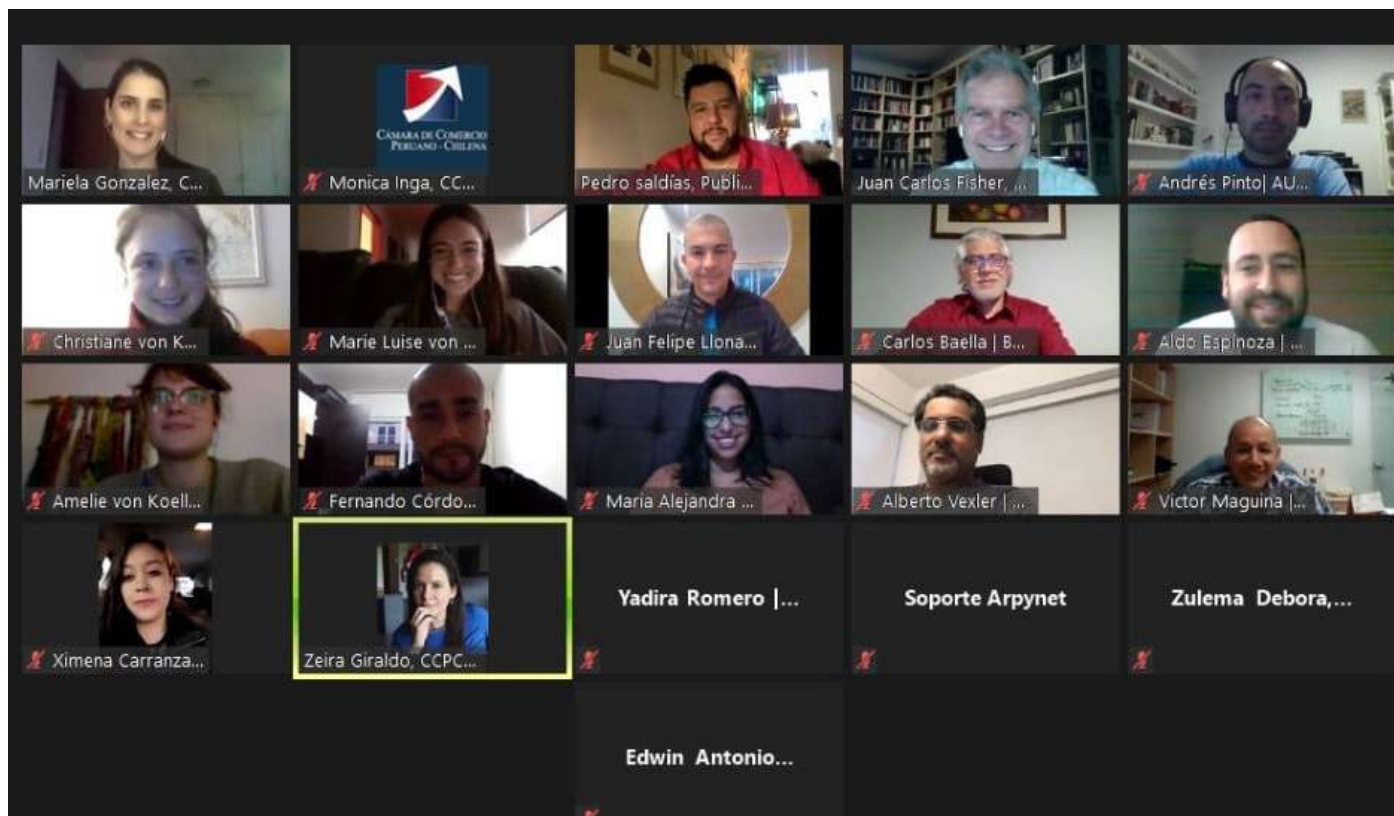 CÁMARA DE COMERCIO
PERUANO - CHILENA
Mariela Gonzalez, C...
Monica Inga, CC...
Pedro saldías, Publi...
Juan Carlos Fisher, ...
Andrés Pinto| AU...
Christiane von K...
Marie Luise von ...
Juan Felipe Llona...
Carlos Baella | B...
Aldo Espinoza | ...
Amelie von Koell...
Fernando Córdo...
Maria Alejandra ...
Alberto Vexler | ...
Victor Maguina |...
Ximena Carranza...
Zeira Giraldo, CCPC...
Yadira Romero |...
Soporte Arpynet
Zulema Debora,...
Edwin Antonio...